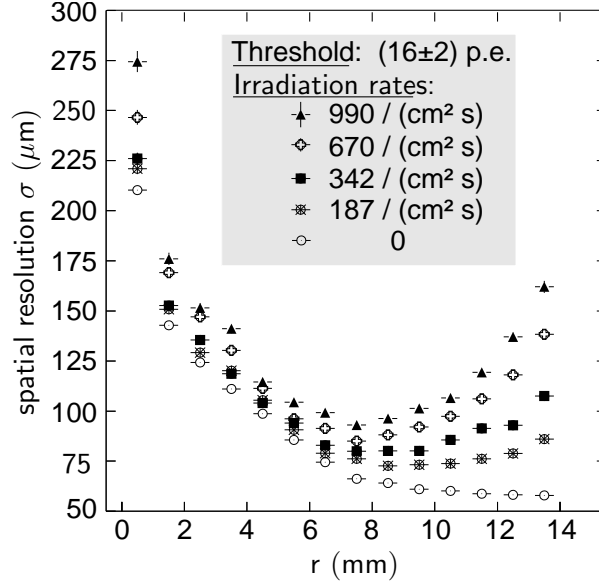 300
275
250
225
200
175
150
125
100
75
50
spatial resolution σ (μm)
Threshold: (16±2) p.e.
Irradiation rates:
990 / (cm² s)
670 / (cm² s)
342 / (cm² s)
187 / (cm² s)
0
0 2 4 6 8 10 12 14
r (mm)